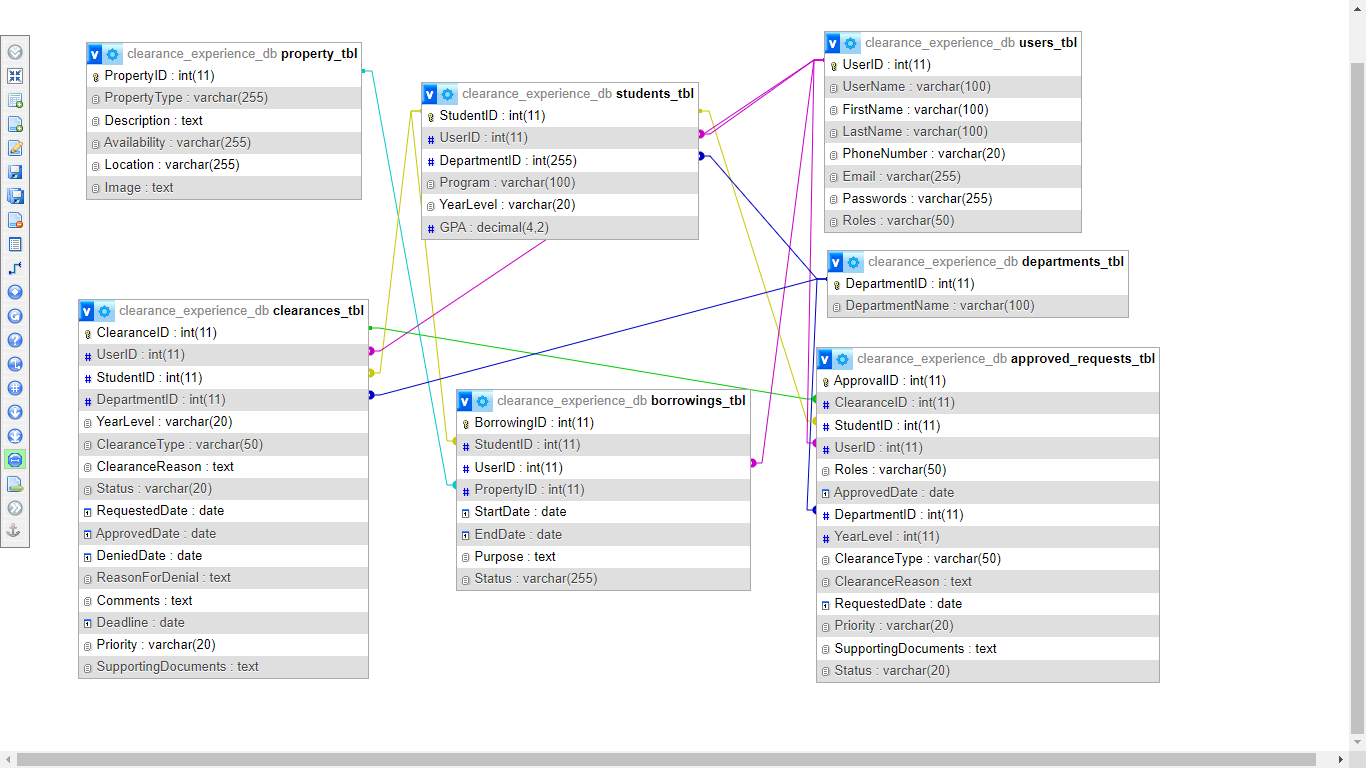 clearance_experience_db property_tbl
PropertyID : int(11)
PropertyType : varchar(255)
Description : text
Availability : varchar(255)
Location : varchar(255)
Image : text
clearance_experience_db students_tbl
StudentID : int(11)
UserID : int(11)
DepartmentID : int(255)
Program : varchar(100)
YearLevel : varchar(20)
GPA : decimal(4,2)
clearance_experience_db users_tbl
UserID : int(11)
UserName : varchar(100)
FirstName : varchar(100)
LastName : varchar(100)
PhoneNumber : varchar(20)
Email : varchar(255)
Passwords : varchar(255)
Roles : varchar(50)
clearance_experience_db departments_tbl
DepartmentID : int(11)
DepartmentName : varchar(100)
clearance_experience_db clearances_tbl
ClearanceID : int(11)
UserID : int(11)
StudentID : int(11)
DepartmentID : int(11)
YearLevel : varchar(20)
ClearanceType : varchar(50)
ClearanceReason : text
Status : varchar(20)
RequestedDate : date
ApprovedDate : date
DeniedDate : date
ReasonForDenial : text
Comments : text
Deadline : date
Priority : varchar(20)
SupportingDocuments : text
clearance_experience_db borrowings_tbl
BorrowingID : int(11)
StudentID : int(11)
UserID : int(11)
PropertyID : int(11)
StartDate : date
EndDate : date
Purpose : text
Status : varchar(255)
clearance_experience_db approved_requests_tbl
ApprovalID : int(11)
ClearanceID : int(11)
StudentID : int(11)
UserID : int(11)
Roles : varchar(50)
ApprovedDate : date
DepartmentID : int(11)
YearLevel : int(11)
ClearanceType : varchar(50)
ClearanceReason : text
RequestedDate : date
Priority : varchar(20)
SupportingDocuments : text
Status : varchar(20)